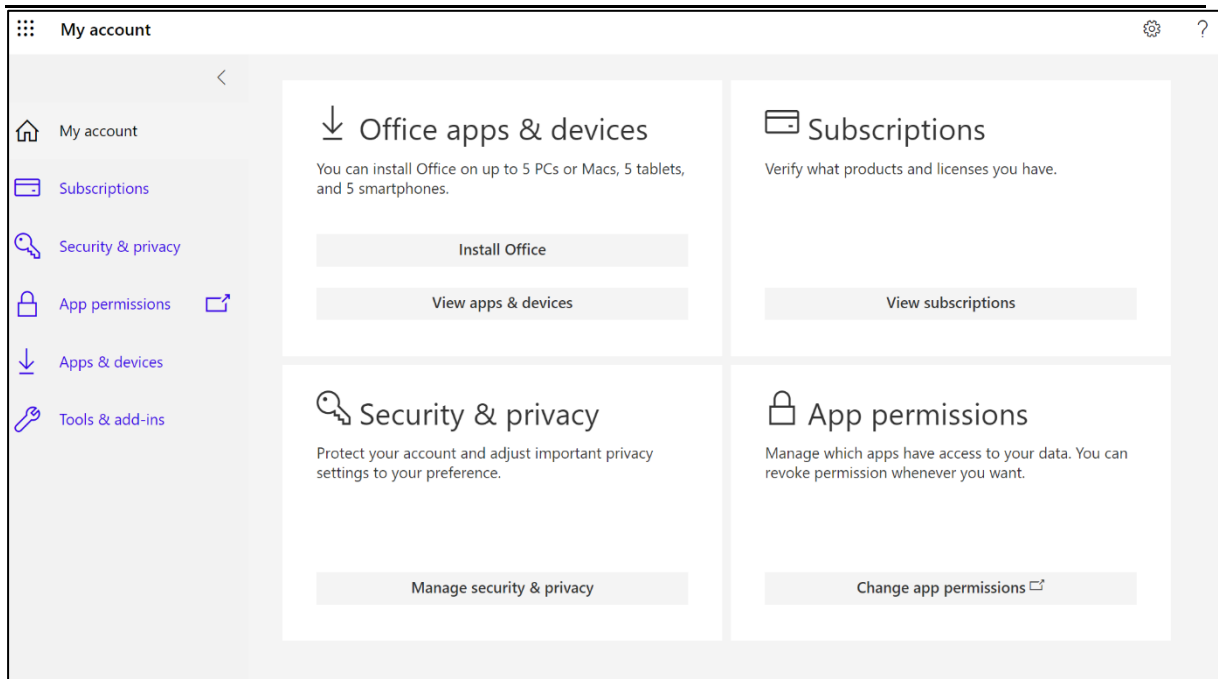 My account
?
My account
Subscriptions
Security & privacy
App permissions
Apps & devices
Tools & add-ins
Office apps & devices
You can install Office on up to 5 PCs or Macs, 5 tablets,
and 5 smartphones.
Install Office
View apps & devices
Subscriptions
Verify what products and licenses you have.
View subscriptions
Security & privacy
Protect your account and adjust important privacy
settings to your preference.
Manage security & privacy
App permissions
Manage which apps have access to your data. You can
revoke permission whenever you want.
Change app permissions